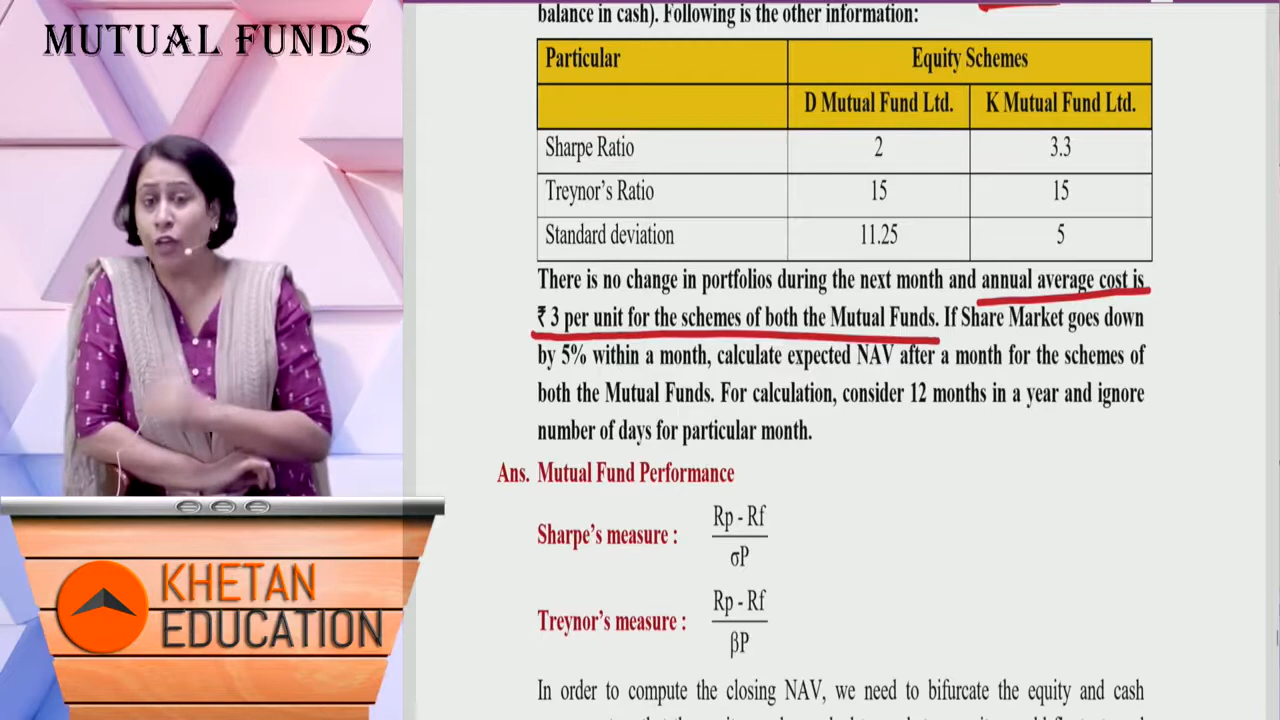 MUTUAL FUNDS
balance in cash). Following is the other information:
Particular Equity Schemes
D Mutual Fund Ltd. K Mutual Fund Ltd.
Sharpe Ratio 2 3.3
Treynor's Ratio 15 15
Standard deviation 11.25 5
There is no change in portfolios during the next month and annual average cost is
₹ 3 per unit for the schemes of both the Mutual Funds. If Share Market goes down
by 5% within a month, calculate expected NAV after a month for the schemes of
both the Mutual Funds. For calculation, consider 12 months in a year and ignore
number of days for particular month.
Ans. Mutual Fund Performance
Sharpe's measure : Rp - Rf
σP
Treynor's measure : Rp - Rf
βP
In order to compute the closing NAV, we need to bifurcate the equity and cash
KHETAN
EDUCATION